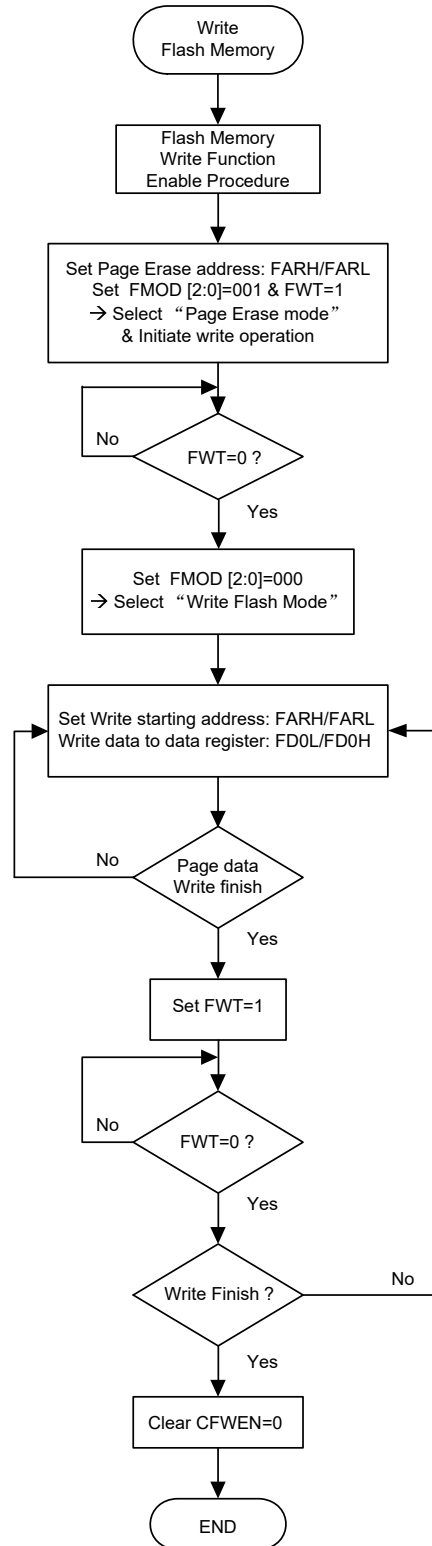 Write
Flash Memory
Flash Memory
Write Function
Enable Procedure
Set Page Erase address: FARH/FARL
Set  FMOD [2:0]=001 & FWT=1
→ Select “Page Erase mode”
& Initiate write operation
No
FWT=0 ?
Yes
Set  FMOD [2:0]=000
→ Select “Write Flash Mode”
Set Write starting address: FARH/FARL
Write data to data register: FD0L/FD0H
No
Page data
Write finish
Yes
Set FWT=1
No
FWT=0 ?
Yes
Write Finish ?
No
Yes
Clear CFWEN=0
END